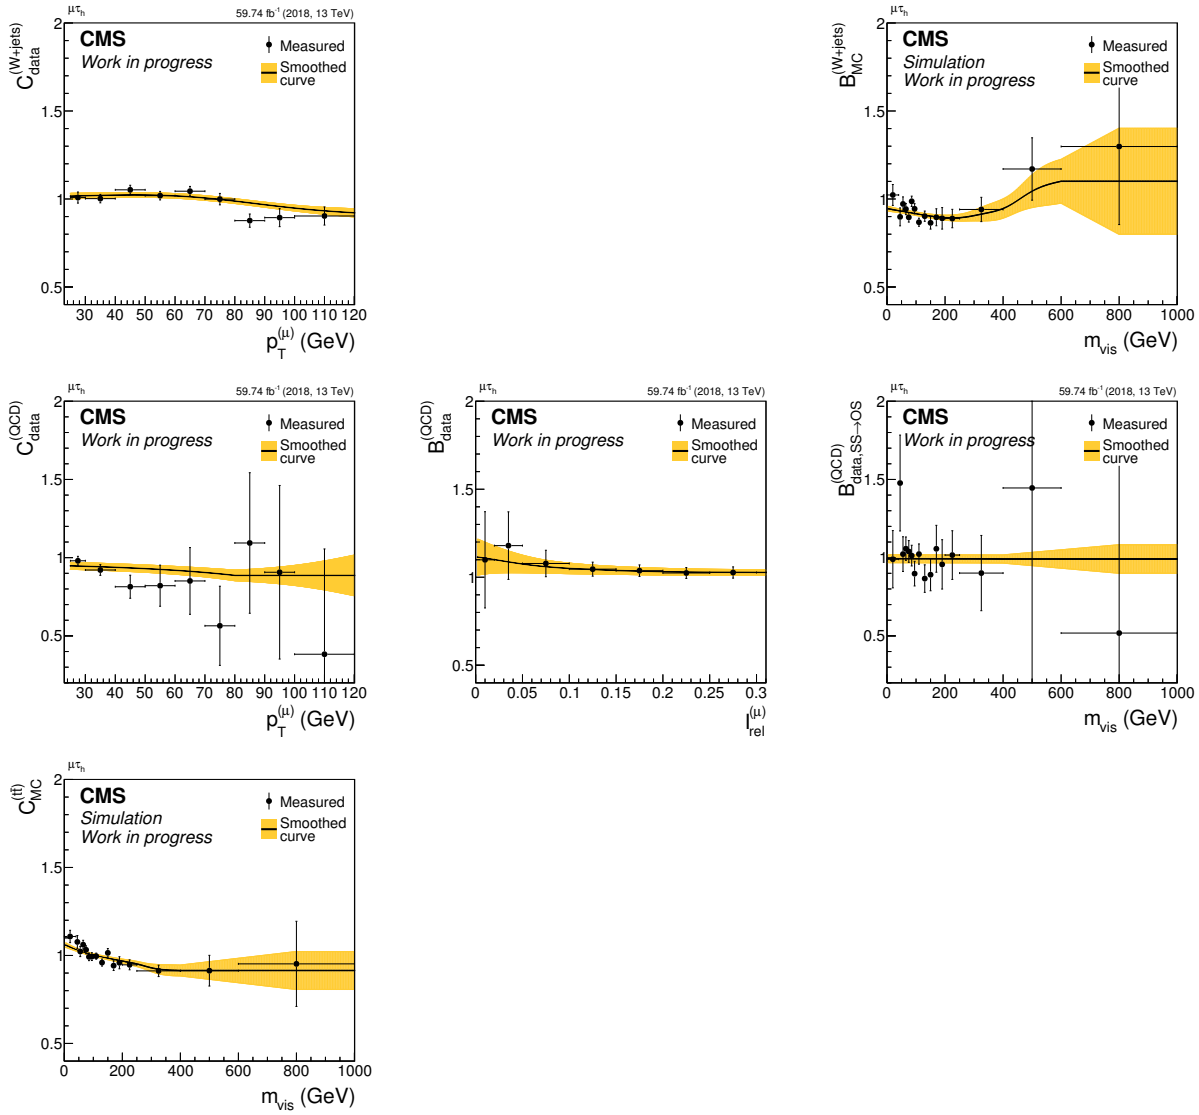 μτh 59.74 fb-1 (2018, 13 TeV)
C(W+jets)data
CMS
Work in progress
Measured
Smoothed
curve
2
1.5
1
0.5
30 40 50 60 70 80 90 100 110 120
pT(μ) (GeV)
μτh
BMC(W+jets)
CMS
Simulation
Work in progress
Measured
Smoothed
curve
2
1.5
1
0.5
0 200 400 600 800 1000
mvis (GeV)
μτh 59.74 fb-1 (2018, 13 TeV)
C(QCD)data
CMS
Work in progress
Measured
Smoothed
curve
2
1.5
1
0.5
30 40 50 60 70 80 90 100 110 120
pT(μ) (GeV)
μτh 59.74 fb-1 (2018, 13 TeV)
B(QCD)data
CMS
Work in progress
Measured
Smoothed
curve
2
1.5
1
0.5
0 0.05 0.1 0.15 0.2 0.25 0.3
Irel(μ)
μτh 59.74 fb-1 (2018, 13 TeV)
B(QCD)data,SS→OS
CMS
Work in progress
Measured
Smoothed
curve
2
1.5
1
0.5
0 200 400 600 800 1000
mvis (GeV)
μτh
CMC(tt̄)
CMS
Simulation
Work in progress
Measured
Smoothed
curve
2
1.5
1
0.5
0 200 400 600 800 1000
mvis (GeV)